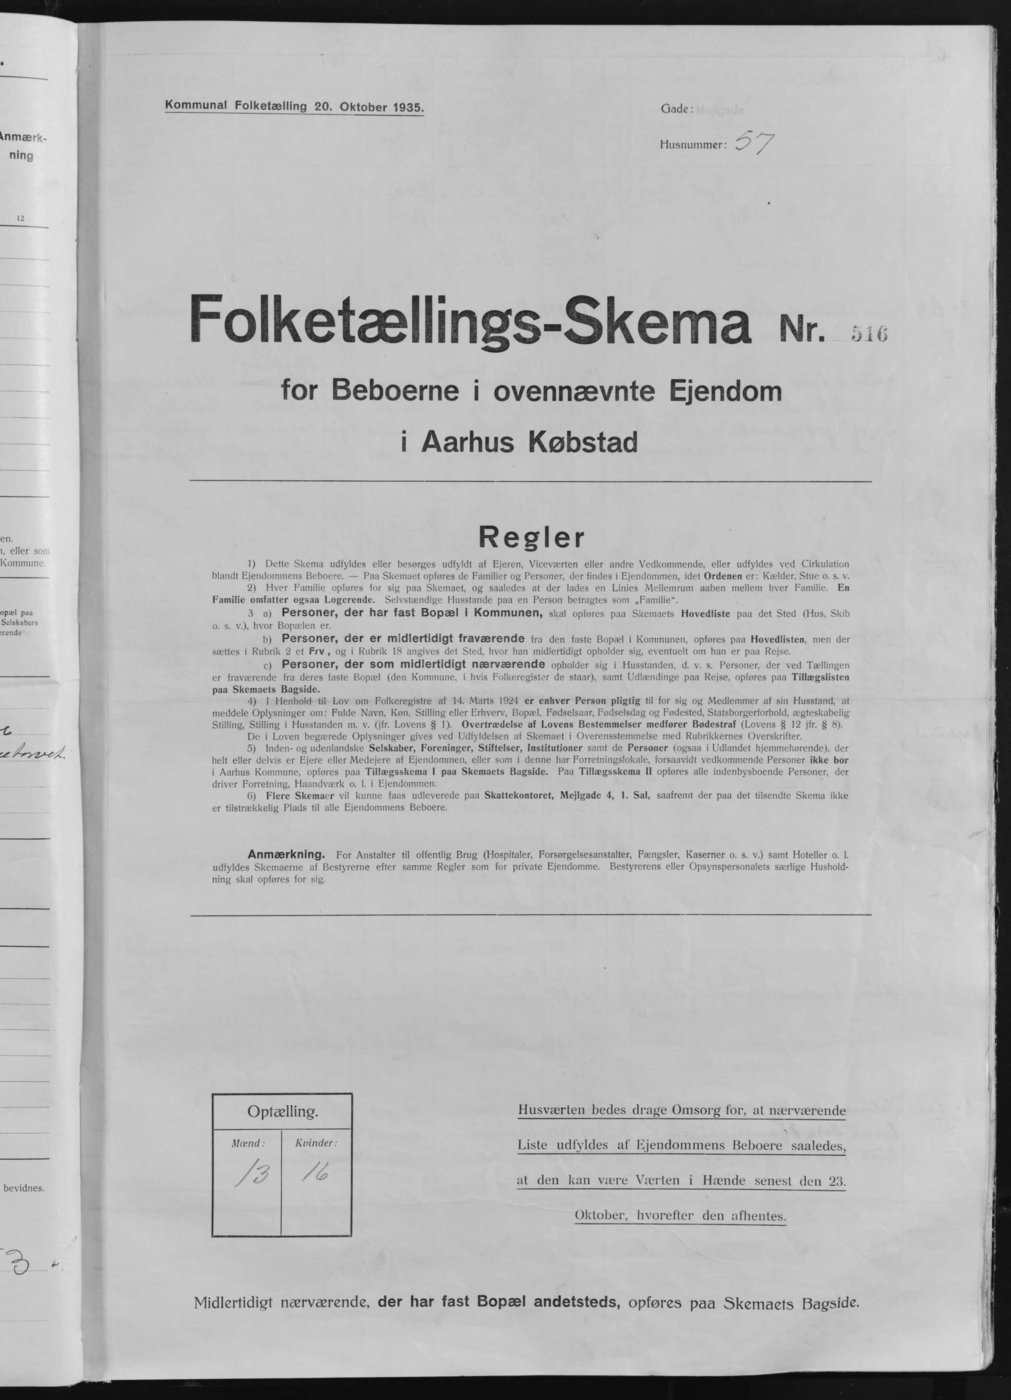 Anmærk-
ning
12
en.
n, eller som
Kommune.
opæl paa
Selskabers
erende
bevidnes.
3
Kommunal Folketælling 20. Oktober 1935.
Gade: Mejlgade
Husnummer: 57
Folketællings-Skema Nr. 516
for Beboerne i ovennævnte Ejendom
i Aarhus Købstad
Regler
1) Dette Skema udfyldes eller besørges udfyldt af Ejeren, Viceværten eller andre Vedkommende, eller udfyldes ved Cirkulation
blandt Ejendommens Beboere. — Paa Skemaet opføres de Familier og Personer, der findes i Ejendommen, idet Ordenen er: Kælder, Stue o. s. v.
2) Hver Familie opføres for sig paa Skemaet, og saaledes at der lades en Linies Mellemrum aaben mellem hver Familie. En
Familie omfatter ogsaa Logerende. Selvstændige Husstande paa en Person betragtes som „Familie“.
3 a) Personer, der har fast Bopæl i Kommunen, skal opføres paa Skemaets Hovedliste paa det Sted (Hus, Skib
o. s. v.), hvor Bopælen er.
b) Personer, der er midlertidigt fraværende fra den faste Bopæl i Kommunen, opføres paa Hovedlisten, men der
sættes i Rubrik 2 et Frv., og i Rubrik 18 angives det Sted, hvor han midlertidigt opholder sig, eventuelt om han er paa Rejse.
c) Personer, der som midlertidigt nærværende opholder sig i Husstanden, d. v. s. Personer, der ved Tællingen
er fraværende fra deres faste Bopæl (den Kommune, i hvis Folkeregister de staar), samt Udlændinge paa Rejse, opføres paa Tillægslisten
paa Skemaets Bagside.
4) I Henhold til Lov om Folkeregistre af 14. Marts 1924 er enhver Person pligtig til for sig og Medlemmer af sin Husstand, at
meddele Oplysninger om: Fulde Navn, Køn, Stilling eller Erhverv, Bopæl, Fødselsaar, Fødselsdag og Fødested, Statsborgerforhold, ægteskabelig
Stilling, Stilling i Husstanden m. v. (jfr. Lovens § 1). Overtrædelse af Lovens Bestemmelser medfører Bødestraf (Lovens § 12 jfr. § 8).
De i Loven begærede Oplysninger gives ved Udfyldelsen af Skemaet i Overensstemmelse med Rubrikkernes Overskrifter.
5) Inden- og udenlandske Selskaber, Foreninger, Stiftelser, Institutioner samt de Personer (ogsaa i Udlandet hjemmehørende), der
helt eller delvis er Ejere eller Medejere af Ejendommen, eller som i denne har Forretningslokale, forsaavidt vedkommende Personer ikke bor
i Aarhus Kommune, opføres paa Tillægsskema I paa Skemaets Bagside. Paa Tillægsskema II opføres alle indenbysboende Personer, der
driver Forretning, Haandværk o. l. i Ejendommen.
6) Flere Skemaer vil kunne faas udleverede paa Skattekontoret, Mejlgade 4, 1. Sal, saafremt der paa det tilsendte Skema ikke
er tilstrækkelig Plads til alle Ejendommens Beboere.
Anmærkning. For Anstalter til offentlig Brug (Hospitaler, Forsørgelsesanstalter, Fængsler, Kaserner o. s. v.) samt Hoteller o. l.
udfyldes Skemaerne af Bestyrerne efter samme Regler som for private Ejendomme. Bestyrerens eller Opsynspersonalets særlige Hushold-
ning skal opføres for sig.
Optælling.
Mænd: Kvinder:
13 16
Husværten bedes drage Omsorg for, at nærværende
Liste udfyldes af Ejendommens Beboere saaledes,
at den kan være Værten i Hænde senest den 23.
Oktober, hvorefter den afhentes.
Midlertidigt nærværende, der har fast Bopæl andetsteds, opføres paa Skemaets Bagside.